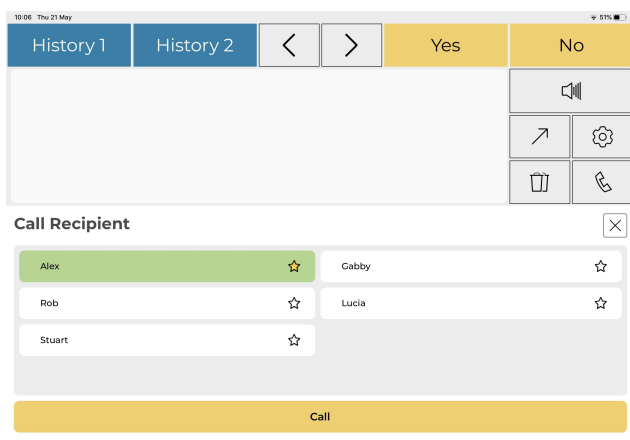 10:06 Thu 21 May
51%
History 1
History 2
Yes
No
Call Recipient
Alex
Gabby
Rob
Lucia
Stuart
Call